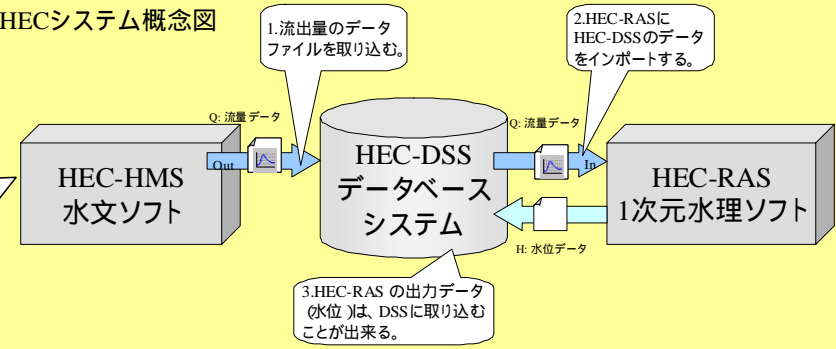 HECシステム概念図
1.流出量のデータ
ファイルを取り込む。
2.HEC-RASに
HEC-DSSのデータ
をインポートする。
Q: 流量データ
Out
HEC-HMS
水文ソフト
HEC-DSS
データベース
システム
Q: 流量データ
In
HEC-RAS
1次元水理ソフト
H: 水位データ
3.HEC-RAS の出力データ
(水位)は、DSSに取り込む
ことが出来る。